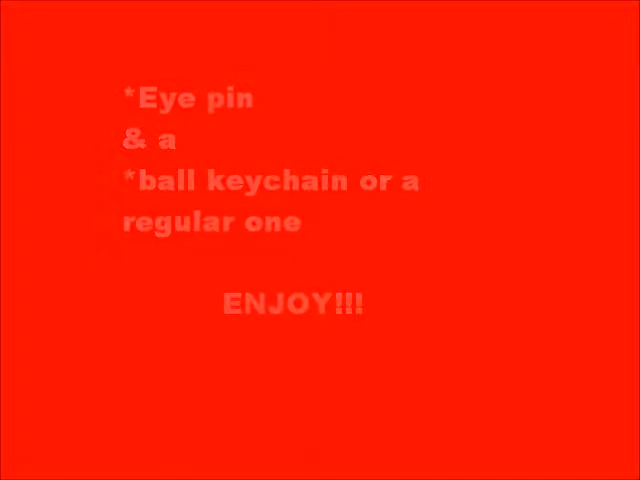 *Eye pin
& a
*ball keychain or a
regular one
ENJOY!!!